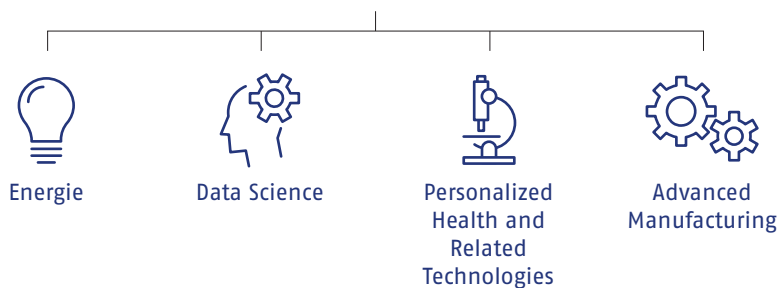 Energie
Data Science
Personalized
Health and
Related
Technologies
Advanced
Manufacturing